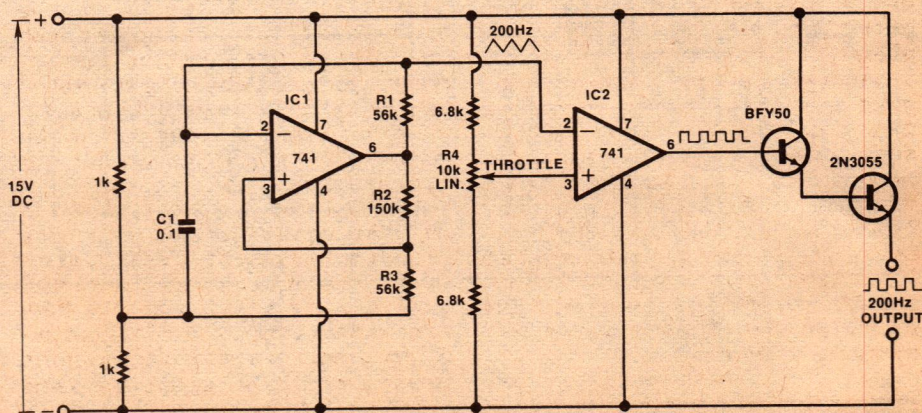 +
15V
DC
−
1k
1k
C1
0.1
IC1
2
−
3
+
741
7
6
4
R1
56k
R2
150k
R3
56k
200Hz
6.8k
R4
10k
LIN.
THROTTLE
6.8k
IC2
2
−
3
+
741
7
6
4
BFY50
2N3055
200Hz
OUTPUT